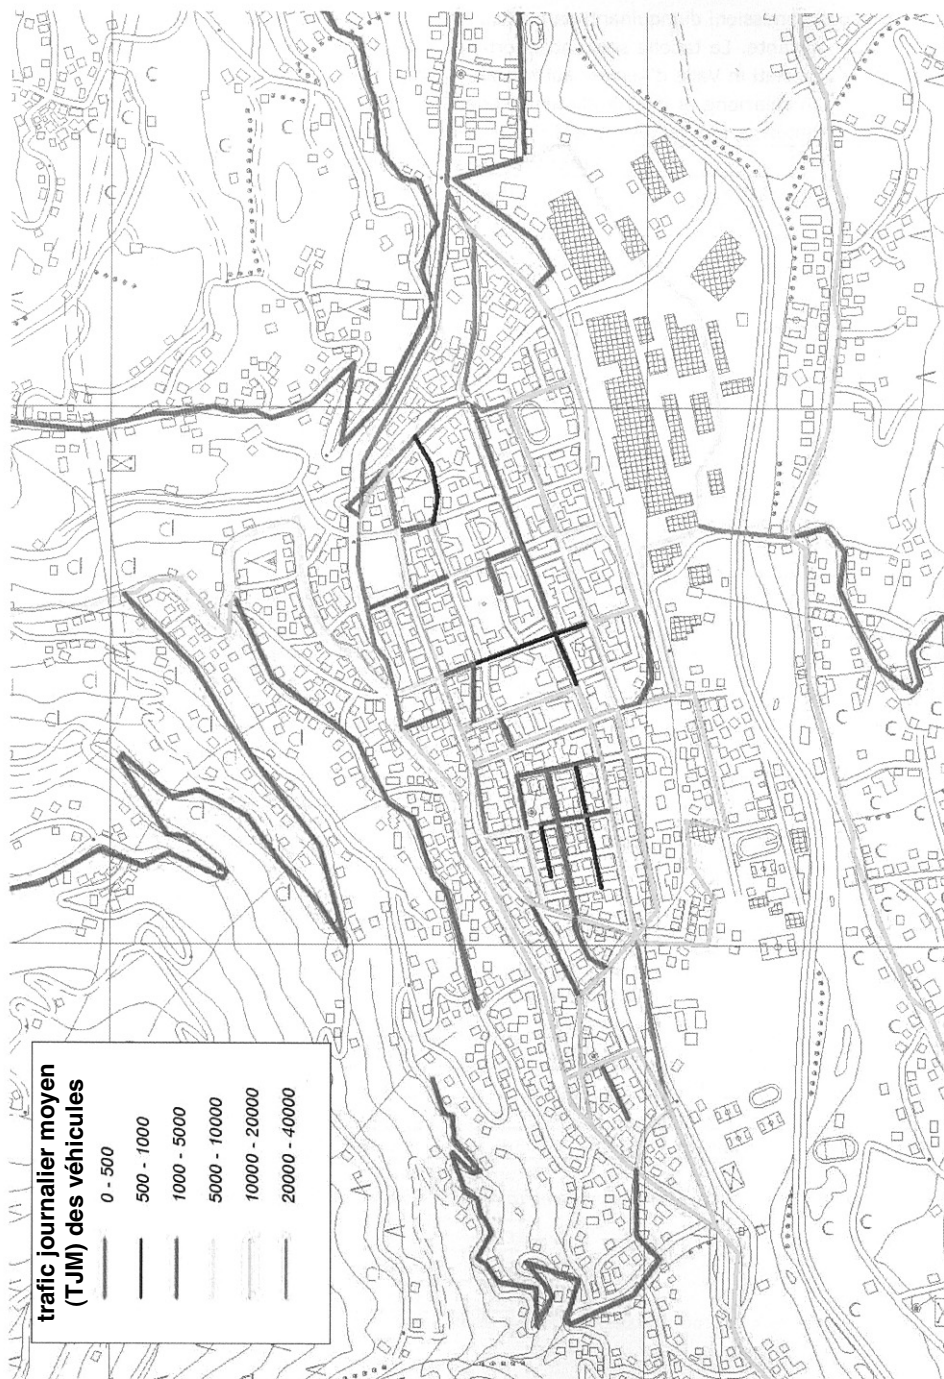 trafic journalier moyen
(TJM) des véhicules
0 - 500
500 - 1000
1000 - 5000
5000 - 10000
10000 - 20000
20000 - 40000